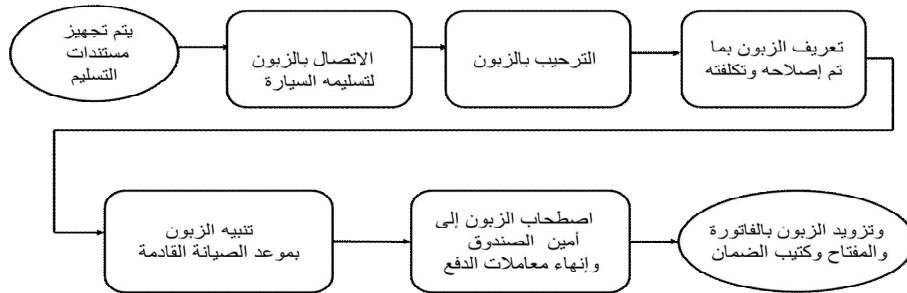 يتم تجهيز
مستندات
التسليم
الاتصال بالزبون
لتسليمه السيارة
الترحيب بالزبون
تعريف الزبون بما
تم إصلاحه وتكلفته
تنبيه الزبون
بموعد الصيانة القادمة
اصطحاب الزبون إلى
أمين الصندوق
وإنهاء معاملات الدفع
وتزويد الزبون بالفاتورة
والمفتاح وكتيب الضمان